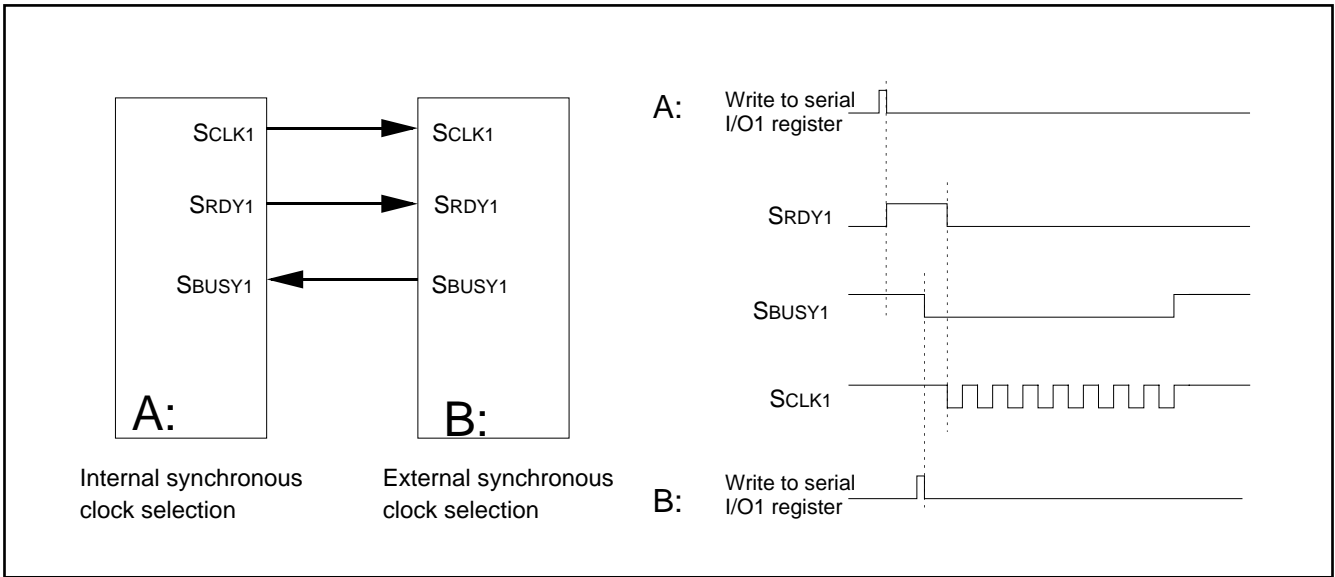 SCLK1
SRDY1
SBUSY1
A:
SCLK1
SRDY1
SBUSY1
B:
Internal synchronous
clock selection
External synchronous
clock selection
A:
Write to serial
I/O1 register
SRDY1
SBUSY1
SCLK1
B:
Write to serial
I/O1 register